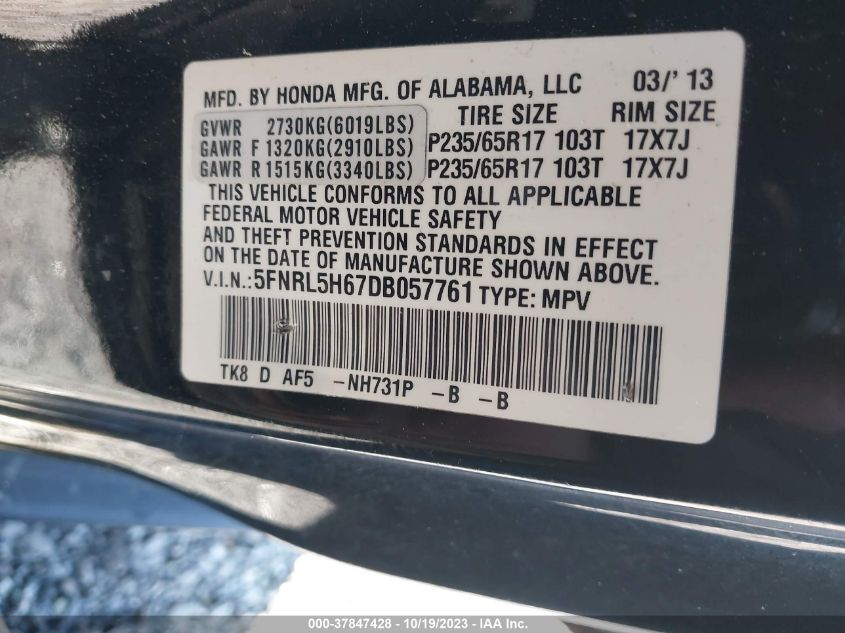 MFD. BY HONDA MFG. OF ALABAMA, LLC 03/'13
TIRE SIZE RIM SIZE
GVWR 2730KG(6019LBS)
GAWR F 1320KG(2910LBS) P235/65R17 103T 17X7J
GAWR R 1515KG(3340LBS) P235/65R17 103T 17X7J
THIS VEHICLE CONFORMS TO ALL APPLICABLE
FEDERAL MOTOR VEHICLE SAFETY
AND THEFT PREVENTION STANDARDS IN EFFECT
ON THE DATE OF MANUFACTURE SHOWN ABOVE.
V.I.N.:5FNRL5H67DB057761 TYPE: MPV
TK8 D AF5 -NH731P -B -B
000-37847428 - 10/19/2023 - IAA Inc.